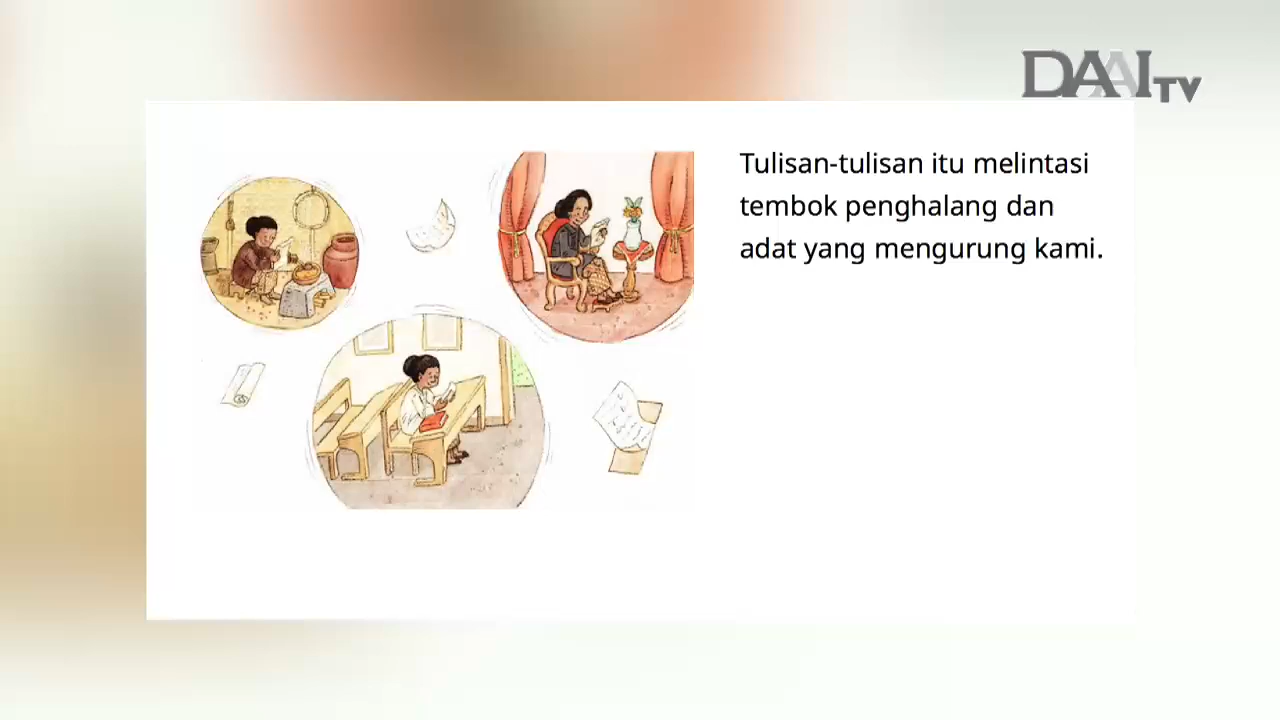 DAAI TV
Tulisan-tulisan itu melintasi
tembok penghalang dan
adat yang mengurung kami.